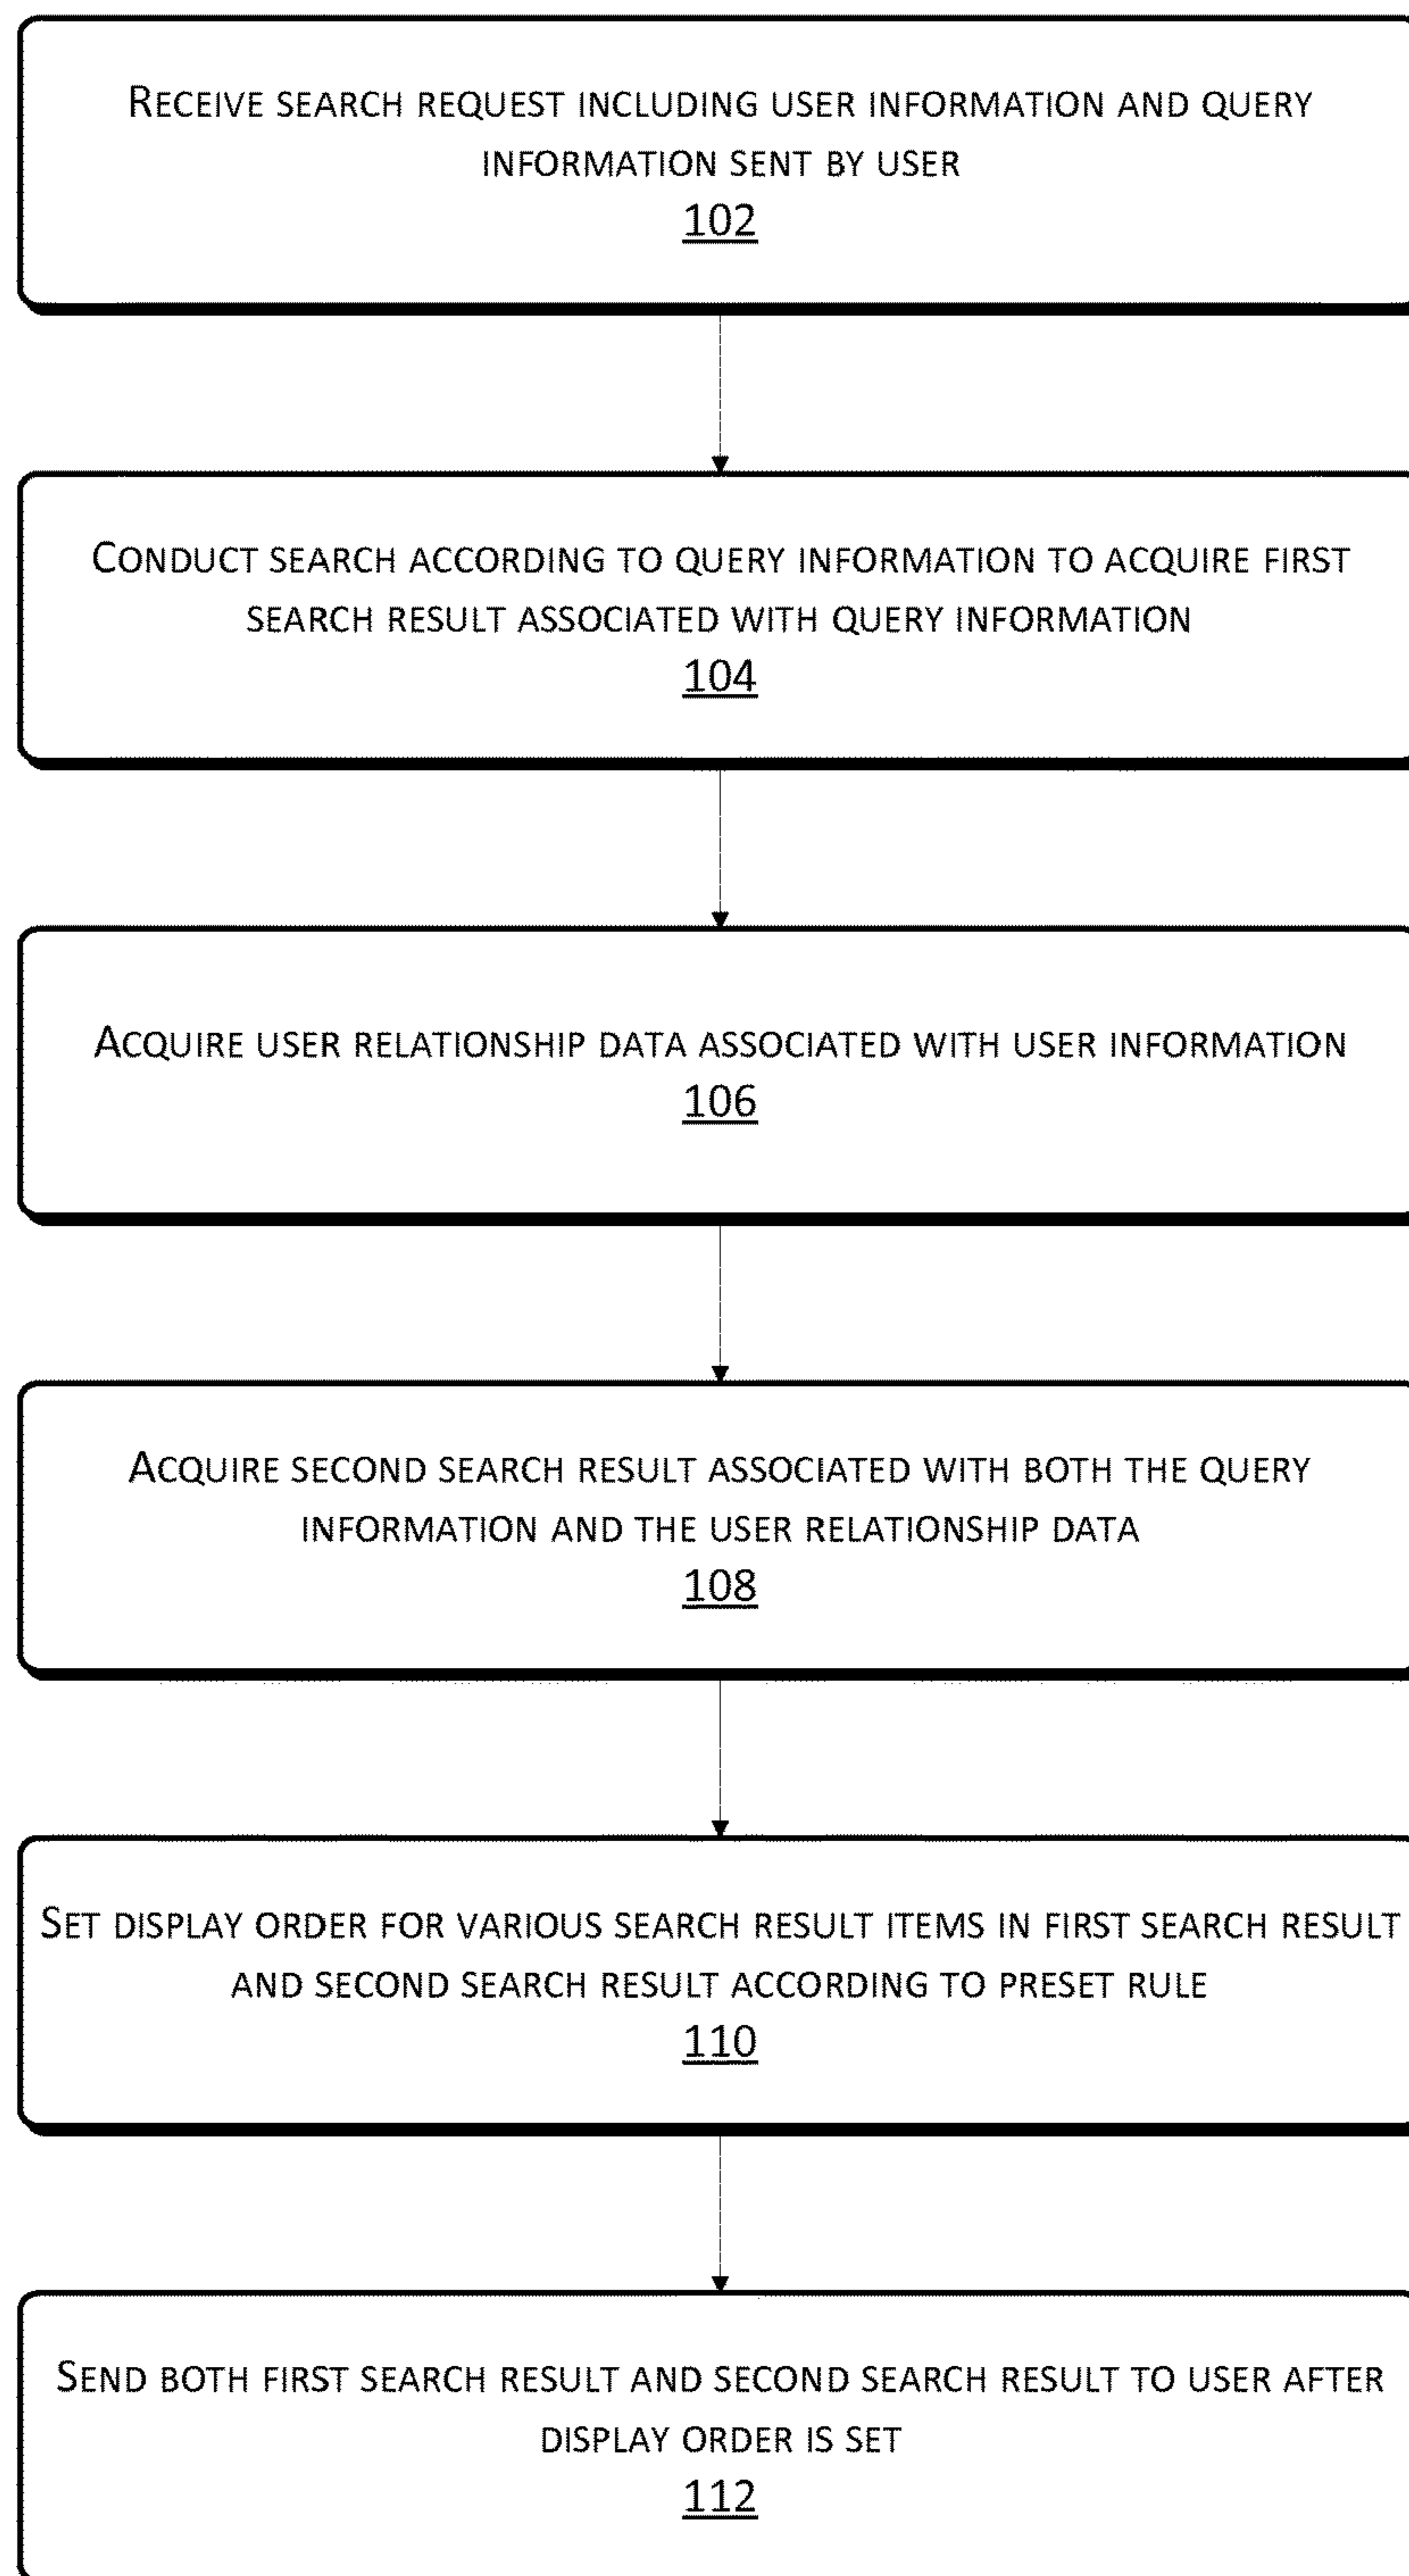 RECEIVE SEARCH REQUEST INCLUDING USER INFORMATION AND QUERY
INFORMATION SENT BY USER
102
CONDUCT SEARCH ACCORDING TO QUERY INFORMATION TO ACQUIRE FIRST
SEARCH RESULT ASSOCIATED WITH QUERY INFORMATION
104
ACQUIRE USER RELATIONSHIP DATA ASSOCIATED WITH USER INFORMATION
106
ACQUIRE SECOND SEARCH RESULT ASSOCIATED WITH BOTH THE QUERY
INFORMATION AND THE USER RELATIONSHIP DATA
108
SET DISPLAY ORDER FOR VARIOUS SEARCH RESULT ITEMS IN FIRST SEARCH RESULT
AND SECOND SEARCH RESULT ACCORDING TO PRESET RULE
110
SEND BOTH FIRST SEARCH RESULT AND SECOND SEARCH RESULT TO USER AFTER
DISPLAY ORDER IS SET
112